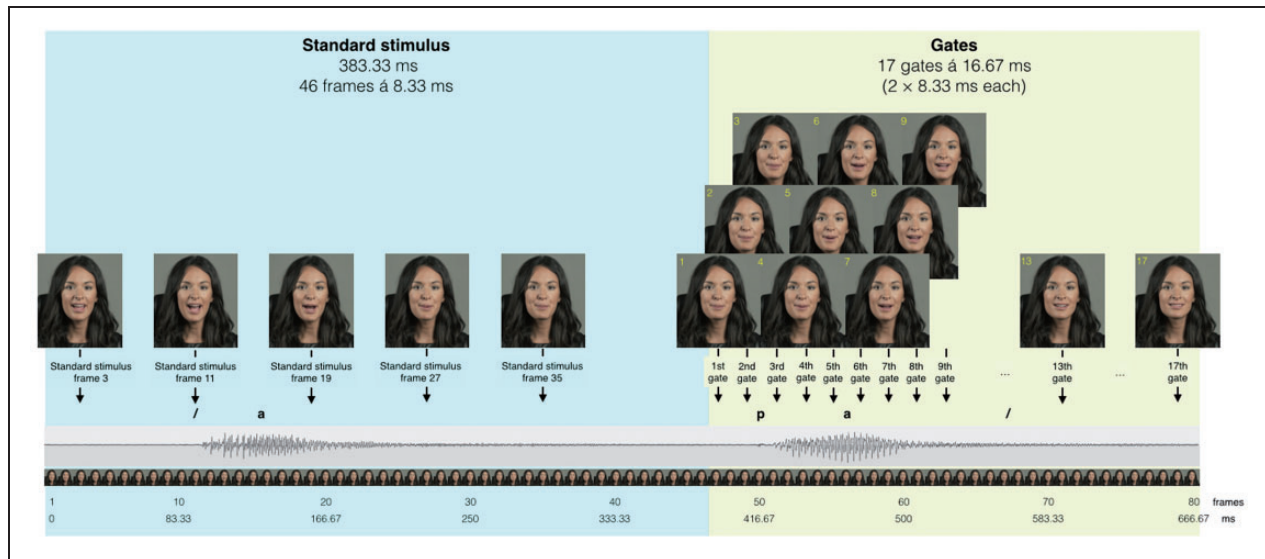 Standard stimulus
383.33 ms
46 frames á 8.33 ms
Gates
17 gates á 16.67 ms
(2 × 8.33 ms each)
3 6 9
2 5 8
1 4 7 13 17
Standard stimulus
frame 3
Standard stimulus
frame 11
Standard stimulus
frame 19
Standard stimulus
frame 27
Standard stimulus
frame 35
1st
gate
2nd
gate
3rd
gate
4th
gate
5th
gate
6th
gate
7th
gate
8th
gate
9th
gate
...
13th
gate
...
17th
gate
/ a p a /
1 10 20 30 40 50 60 70 80 frames
0 83.33 166.67 250 333.33 416.67 500 583.33 666.67 ms